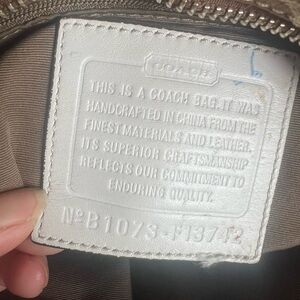 COACH
THIS IS A COACH BAG. IT WAS
HANDCRAFTED IN CHINA FROM THE
FINEST MATERIALS AND LEATHER.
ITS SUPERIOR CRAFTSMANSHIP
REFLECTS OUR COMMITMENT TO
ENDURING QUALITY.
NoB1073-F13742